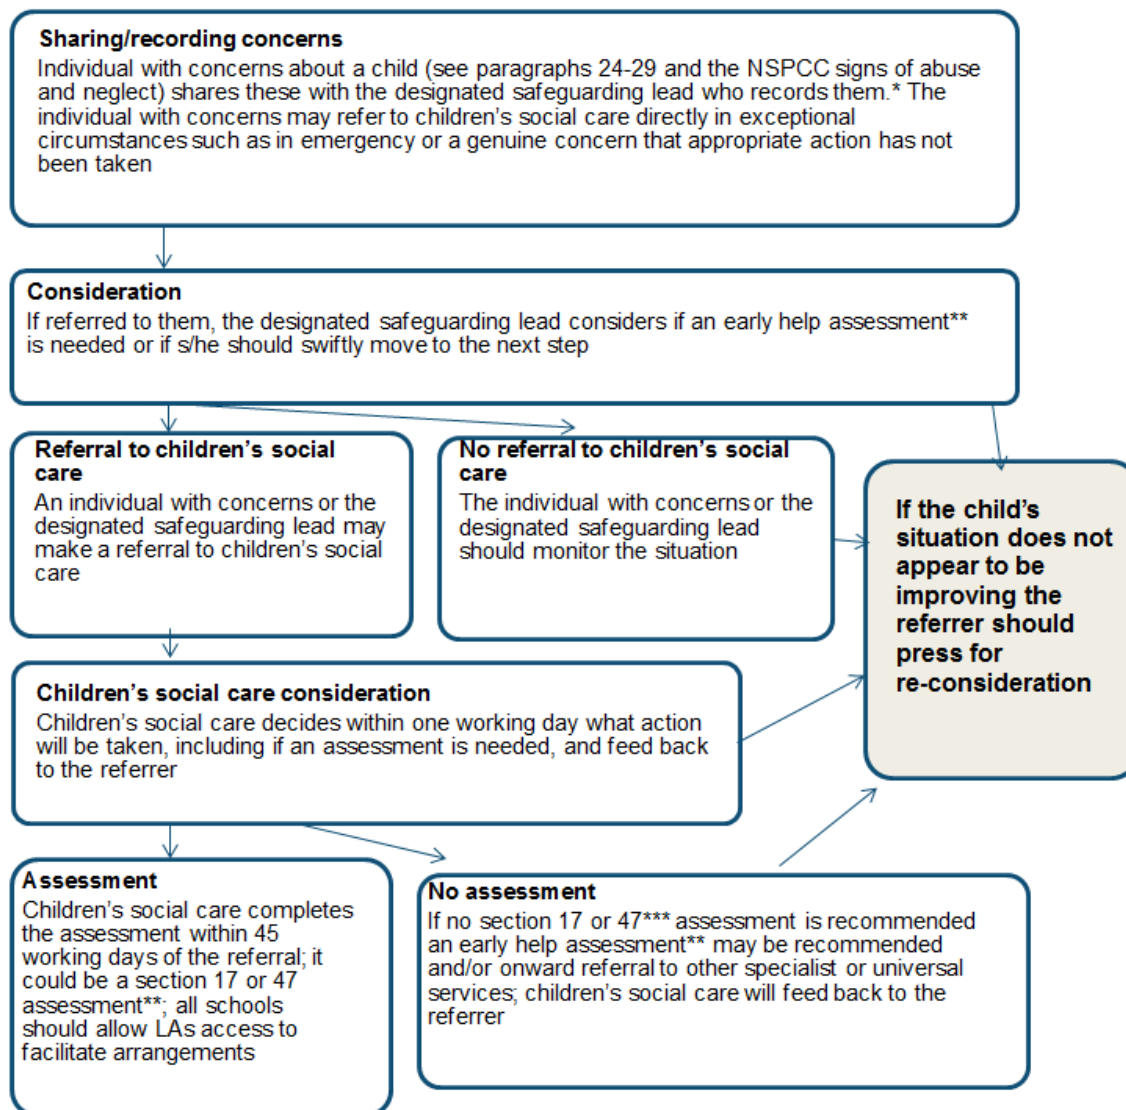 Sharing/recording concerns
Individual with concerns about a child (see paragraphs 24-29 and the NSPCC signs of abuse
and neglect) shares these with the designated safeguarding lead who records them.* The
individual with concerns may refer to children's social care directly in exceptional
circumstances such as in emergency or a genuine concern that appropriate action has not
been taken
Consideration
If referred to them, the designated safeguarding lead considers if an early help assessment**
is needed or if s/he should swiftly move to the next step
Referral to children's social
care
An individual with concerns or the
designated safeguarding lead may
make a referral to children's social
care
No referral to children's social
care
The individual with concerns or the
designated safeguarding lead
should monitor the situation
If the child's
situation does not
appear to be
improving the
referrer should
press for
re-consideration
Children's social care consideration
Children's social care decides within one working day what action
will be taken, including if an assessment is needed, and feed back
to the referrer
Assessment
Children's social care completes
the assessment within 45
working days of the referral; it
could be a section 17 or 47
assessment**; all schools
should allow LAs access to
facilitate arrangements
No assessment
If no section 17 or 47*** assessment is recommended
an early help assessment** may be recommended
and/or onward referral to other specialist or universal
services; children's social care will feed back to the
referrer